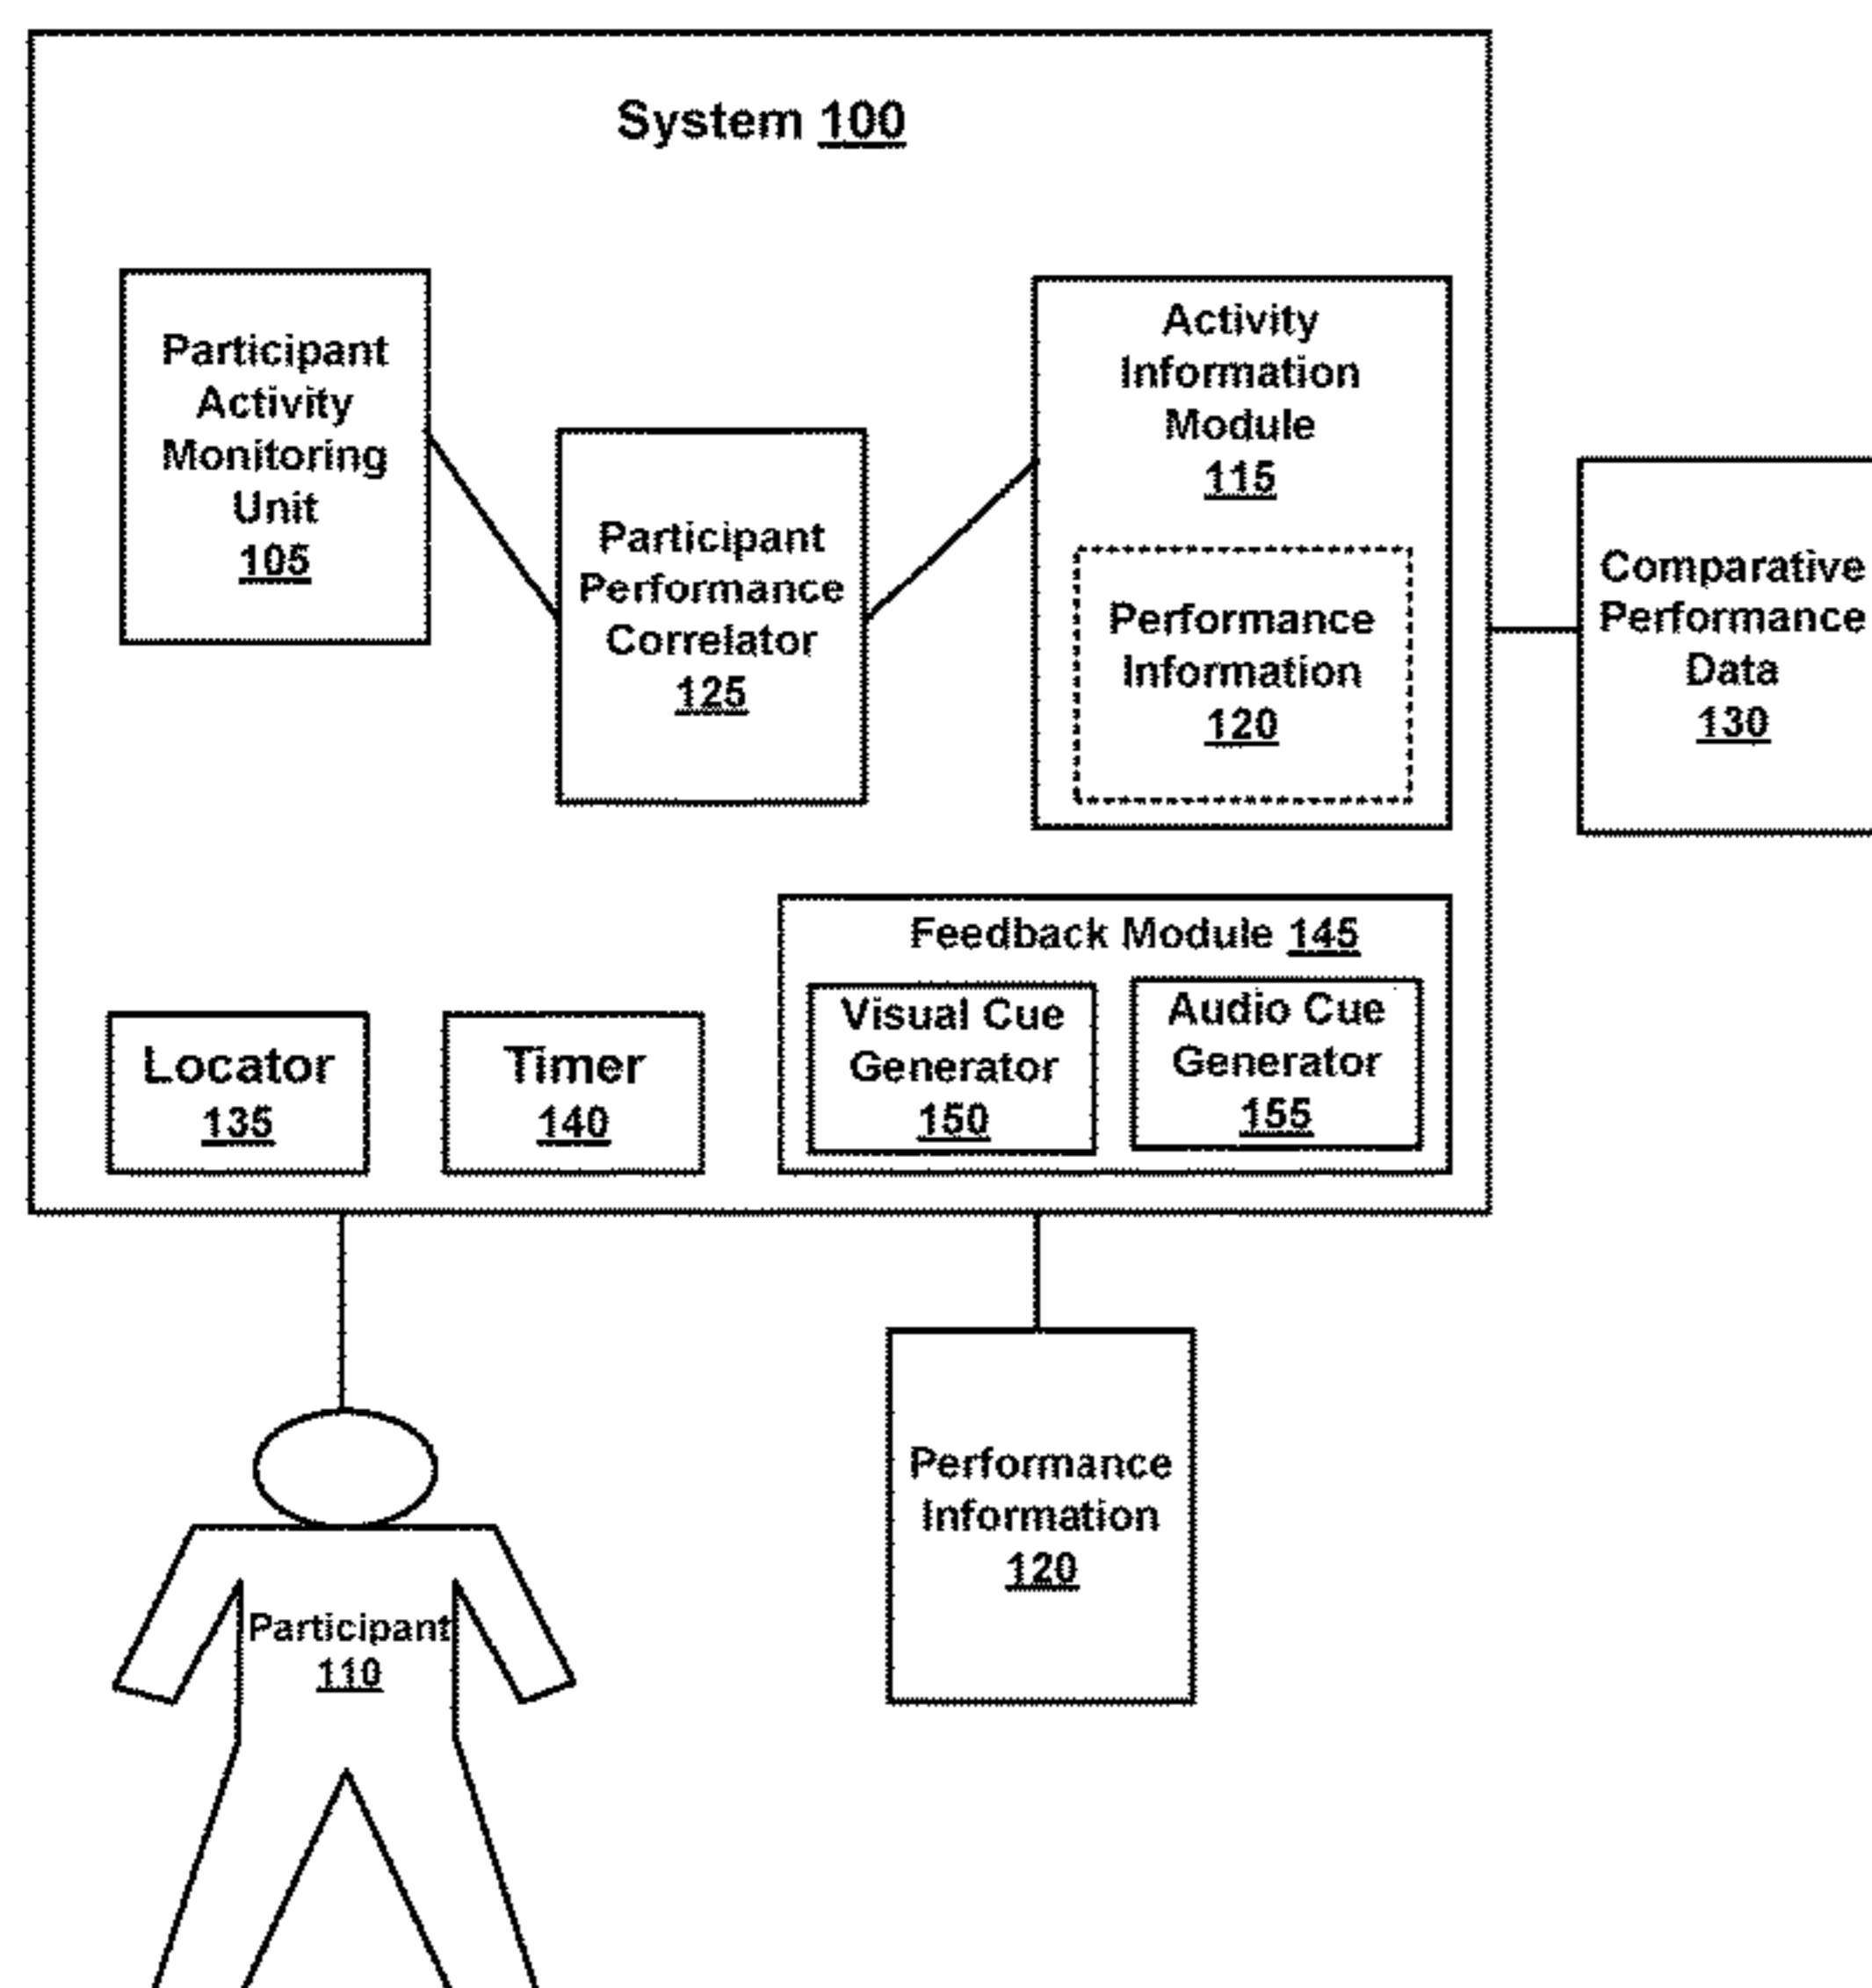 System 100
Participant
Activity
Monitoring
Unit
105
Participant
Performance
Correlator
125
Activity
Information
Module
115
Performance
Information
120
Comparative
Performance
Data
130
Feedback Module 145
Visual Cue
Generator
150
Audio Cue
Generator
155
Locator
135
Timer
140
Performance
Information
120
Participant
110